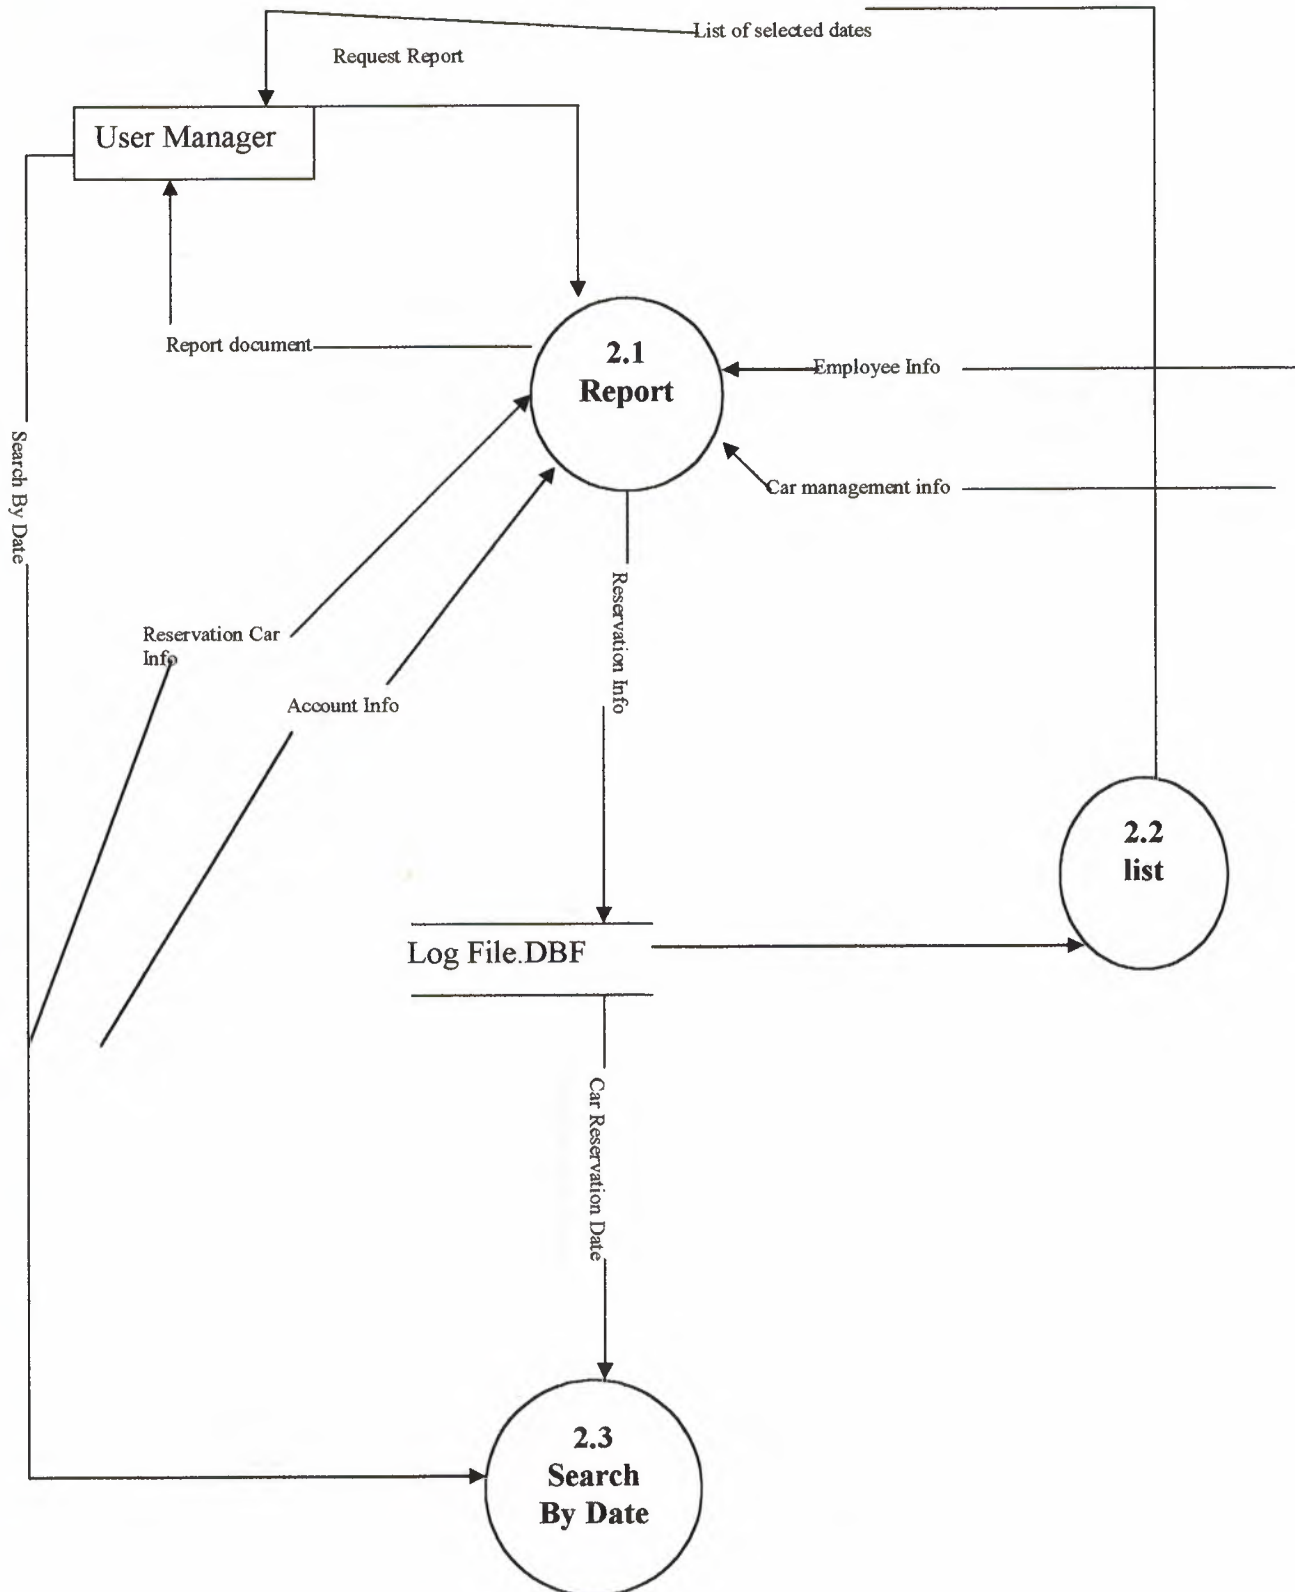 List of selected dates
Request Report
User Manager
Report document
2.1
Report
Employee Info
Car management info
Search By Date
Reservation Car
Info
Reservation Info
Account Info
2.2
list
Log File.DBF
Car Reservation Date
2.3
Search
By Date